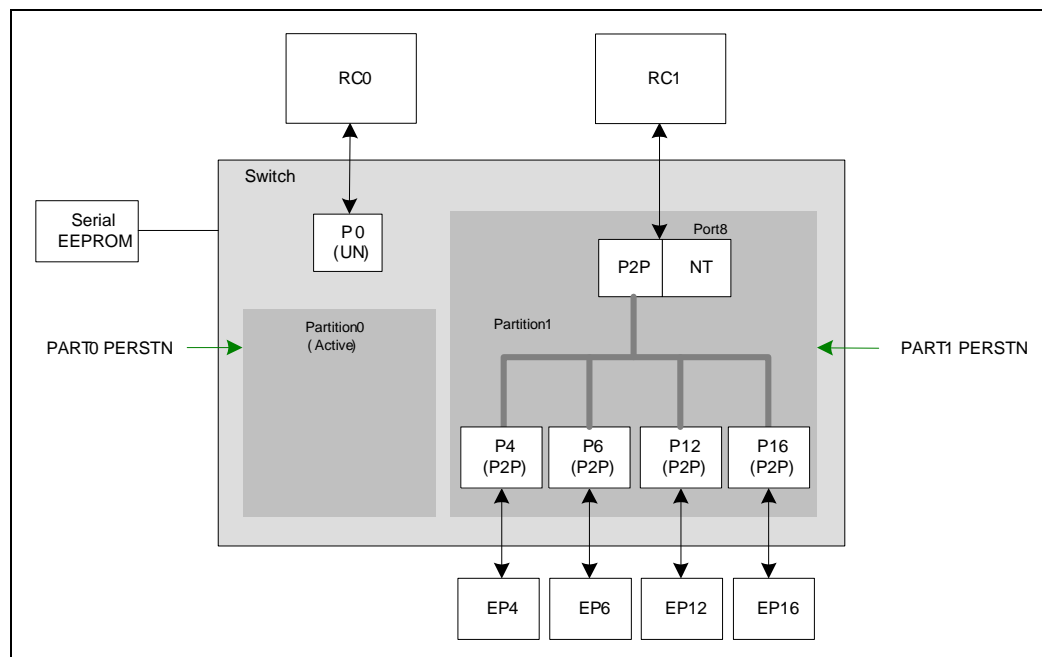 RC0
RC1
Switch
Serial
EEPROM
P0
(UN)
Port8
P2P
NT
Partition0
(Active)
Partition1
PART0 PERSTN
PART1 PERSTN
P4
(P2P)
P6
(P2P)
P12
(P2P)
P16
(P2P)
EP4
EP6
EP12
EP16